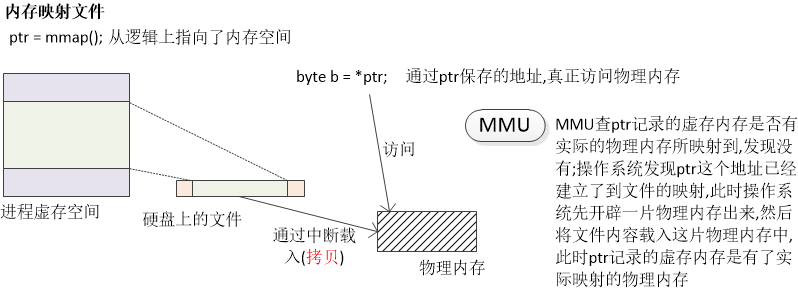 内存映射文件
ptr = mmap(); 从逻辑上指向了内存空间
byte b = *ptr; 通过ptr保存的地址,真正访问物理内存
MMU
MMU查ptr记录的虚存内存是否有
实际的物理内存所映射到,发现没
有;操作系统发现ptr这个地址已经
建立了到文件的映射,此时操作系
统先开辟一片物理内存出来,然后
将文件内容载入这片物理内存中,
此时ptr记录的虚存内存是有了实
际映射的物理内存
访问
进程虚存空间
硬盘上的文件
通过中断载
入(拷贝)
物理内存